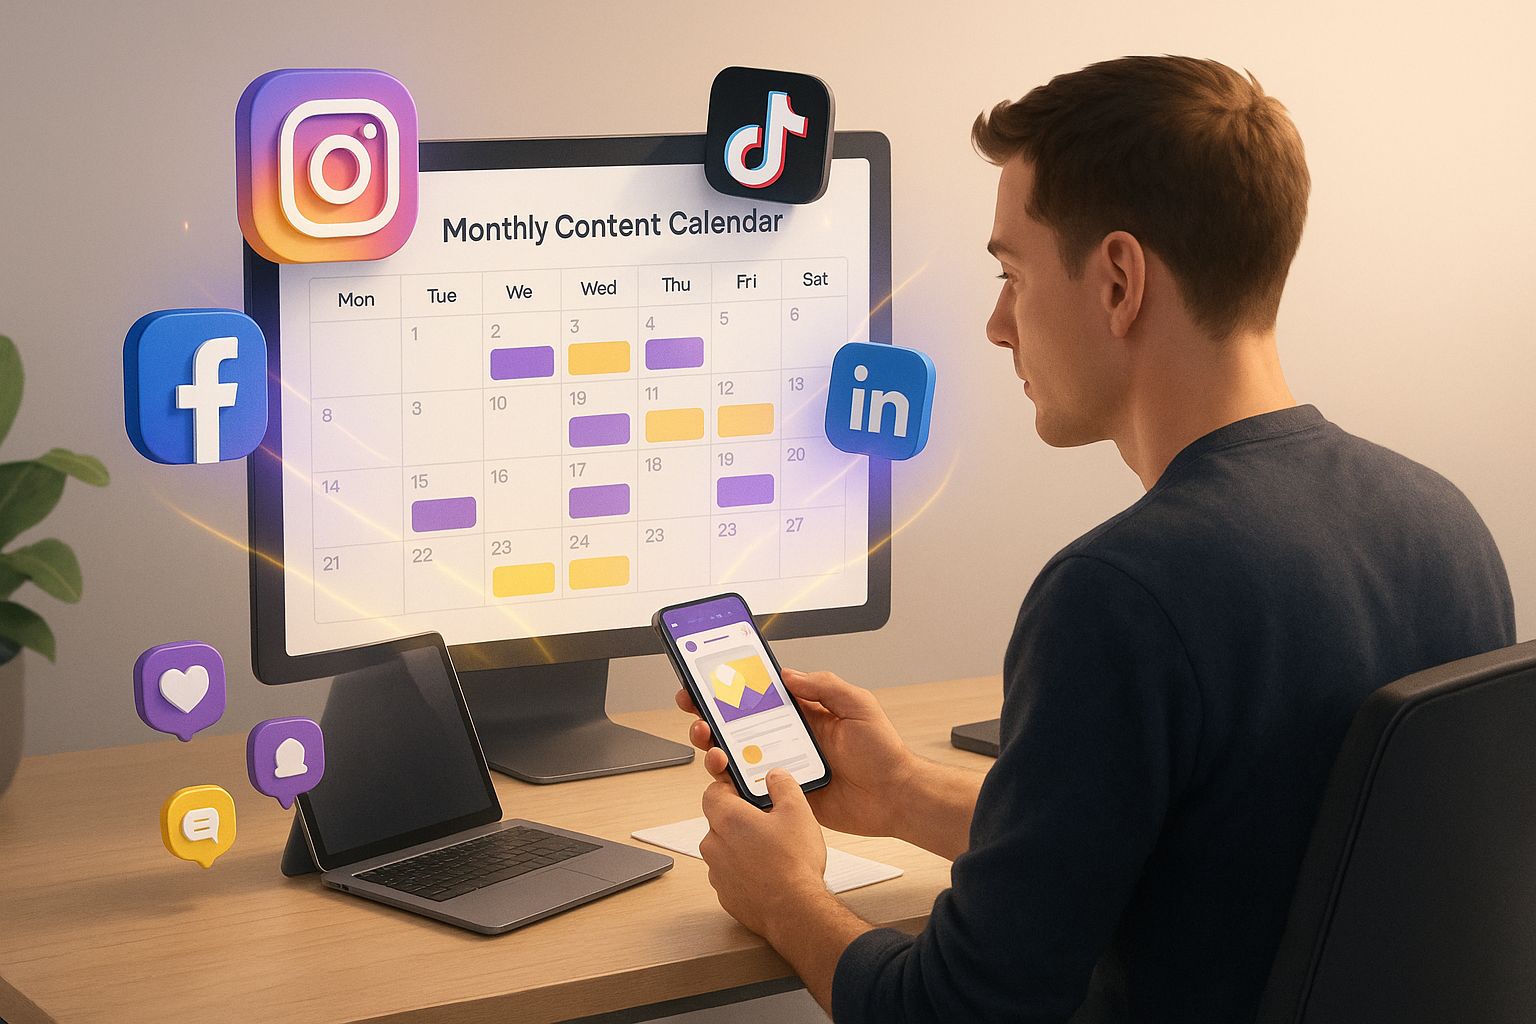 Monthly Content Calendar
Mon Tue We Wed Thu Fri Sat
1 2 3 4 5 6
8 3 10 19 11 12 13
14 15 16 17 18 19 20
21 22 23 24 23 23 27
f
in